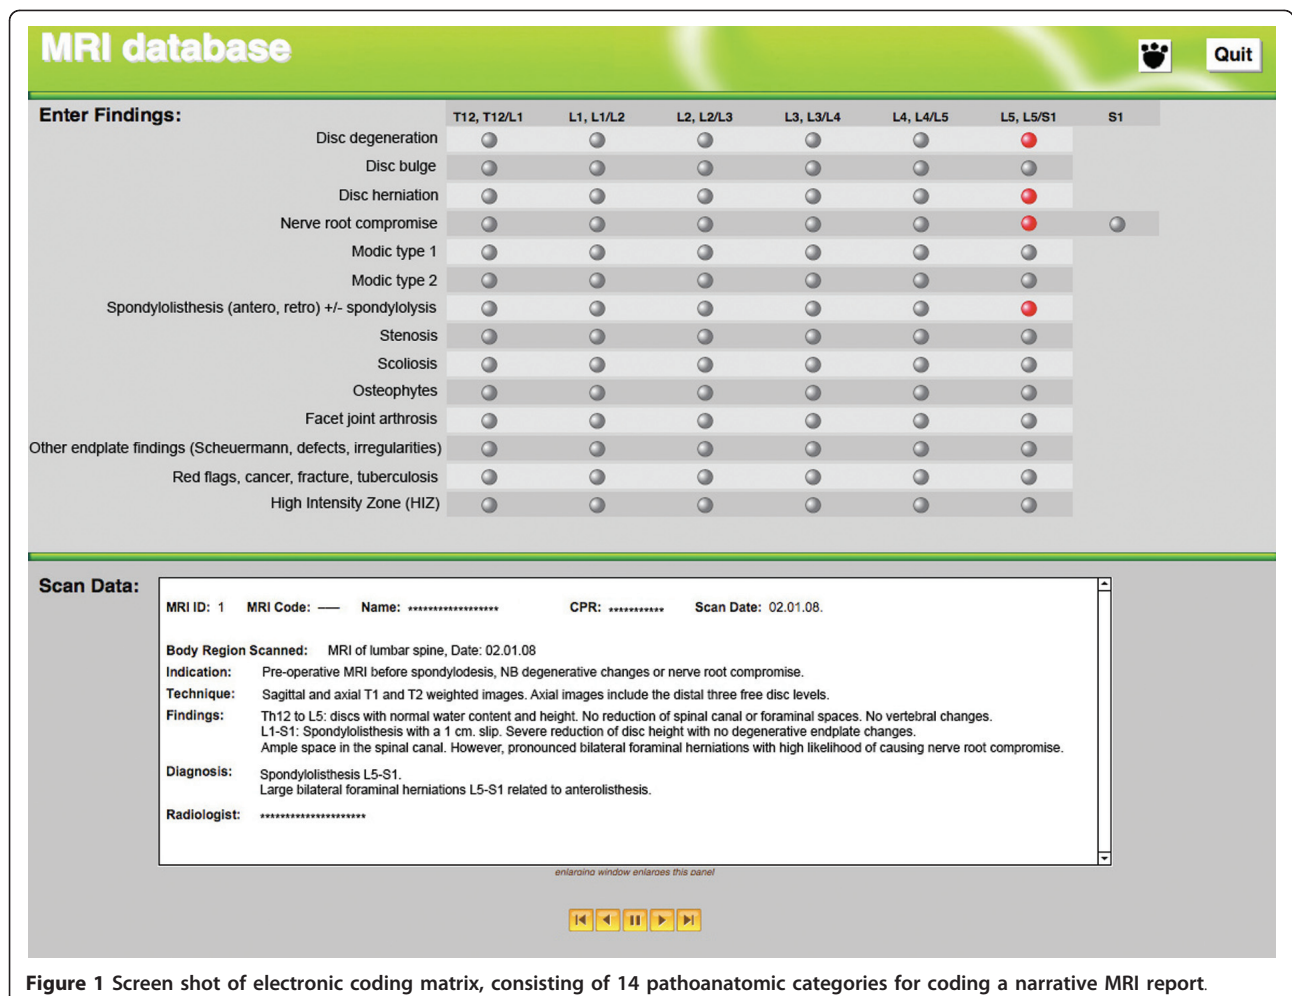 MRI database
Quit
Enter Findings:
T12, T12/L1 L1, L1/L2 L2, L2/L3 L3, L3/L4 L4, L4/L5 L5, L5/S1 S1
Disc degeneration
Disc bulge
Disc herniation
Nerve root compromise
Modic type 1
Modic type 2
Spondylolisthesis (antero, retro) +/- spondylolysis
Stenosis
Scoliosis
Osteophytes
Facet joint arthrosis
Other endplate findings (Scheuermann, defects, irregularities)
Red flags, cancer, fracture, tuberculosis
High Intensity Zone (HIZ)
Scan Data:
MRI ID: 1 MRI Code: –– Name: ****************** CPR: *********** Scan Date: 02.01.08.
Body Region Scanned: MRI of lumbar spine, Date: 02.01.08
Indication: Pre-operative MRI before spondylodesis, NB degenerative changes or nerve root compromise.
Technique: Sagittal and axial T1 and T2 weighted images. Axial images include the distal three free disc levels.
Findings: Th12 to L5: discs with normal water content and height. No reduction of spinal canal or foraminal spaces. No vertebral changes.
L1-S1: Spondylolisthesis with a 1 cm. slip. Severe reduction of disc height with no degenerative endplate changes.
Ample space in the spinal canal. However, pronounced bilateral foraminal herniations with high likelihood of causing nerve root compromise.
Diagnosis: Spondylolisthesis L5-S1.
Large bilateral foraminal herniations L5-S1 related to anterolisthesis.
Radiologist: *********************
enlarging window enlarges this panel
Figure 1 Screen shot of electronic coding matrix, consisting of 14 pathoanatomic categories for coding a narrative MRI report.